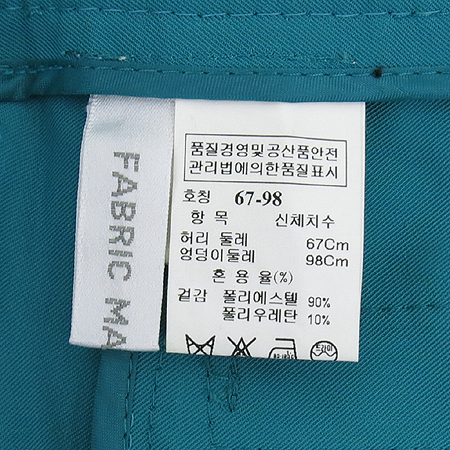 FABRIC MA
품질경영및공산품안전
관리법에의한품질표시
호칭 67-98
항 목 신체치수
허리 둘레 67Cm
엉덩이둘레 98Cm
혼 용 율(%)
겉감 폴리에스텔 90%
폴리우레탄 10%
드라이